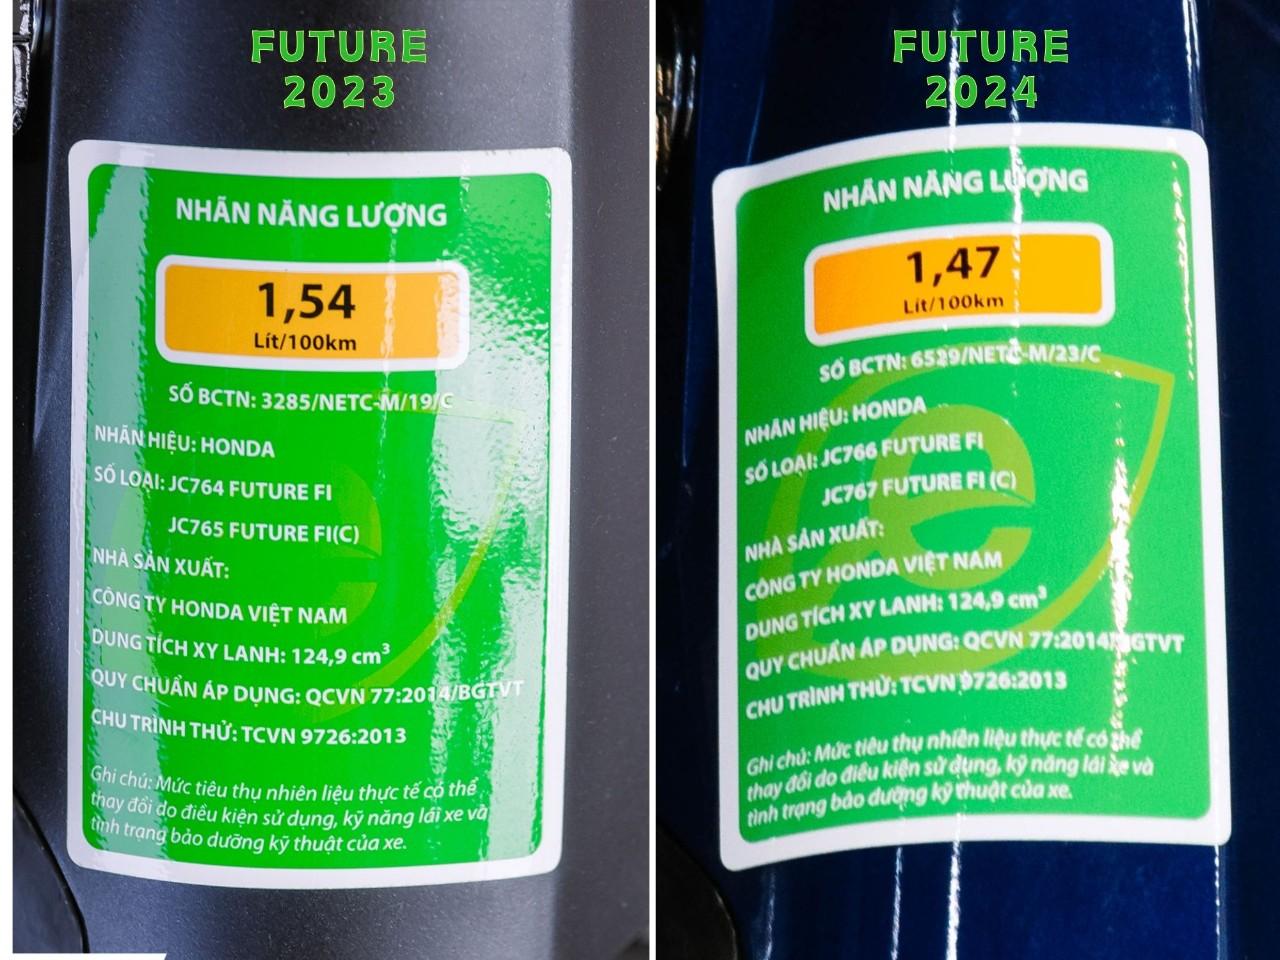 FUTURE
2023
NHÃN NĂNG LƯỢNG
1,54
Lít/100km
SỐ BCTN: 3285/NETC-M/19/C
NHÃN HIỆU: HONDA
SỐ LOẠI: JC764 FUTURE FI
JC765 FUTURE FI(C)
NHÀ SẢN XUẤT:
CÔNG TY HONDA VIỆT NAM
DUNG TÍCH XY LANH: 124,9 cm³
QUY CHUẨN ÁP DỤNG: QCVN 77:2014/BGTVT
CHU TRÌNH THỬ: TCVN 9726:2013
Ghi chú: Mức tiêu thụ nhiên liệu thực tế có thể
thay đổi do điều kiện sử dụng, kỹ năng lái xe và
tình trạng bảo dưỡng kỹ thuật của xe.
FUTURE
2024
NHÃN NĂNG LƯỢNG
1,47
Lít/100km
SỐ BCTN: 6529/NETC-M/23/C
NHÃN HIỆU: HONDA
SỐ LOẠI: JC766 FUTURE FI
JC767 FUTURE FI (C)
NHÀ SẢN XUẤT:
CÔNG TY HONDA VIỆT NAM
DUNG TÍCH XY LANH: 124,9 cm³
QUY CHUẨN ÁP DỤNG: QCVN 77:2014/BGTVT
CHU TRÌNH THỬ: TCVN 9726:2013
Ghi chú: Mức tiêu thụ nhiên liệu thực tế có thể
thay đổi do điều kiện sử dụng, kỹ năng lái xe và
tình trạng bảo dưỡng kỹ thuật của xe.